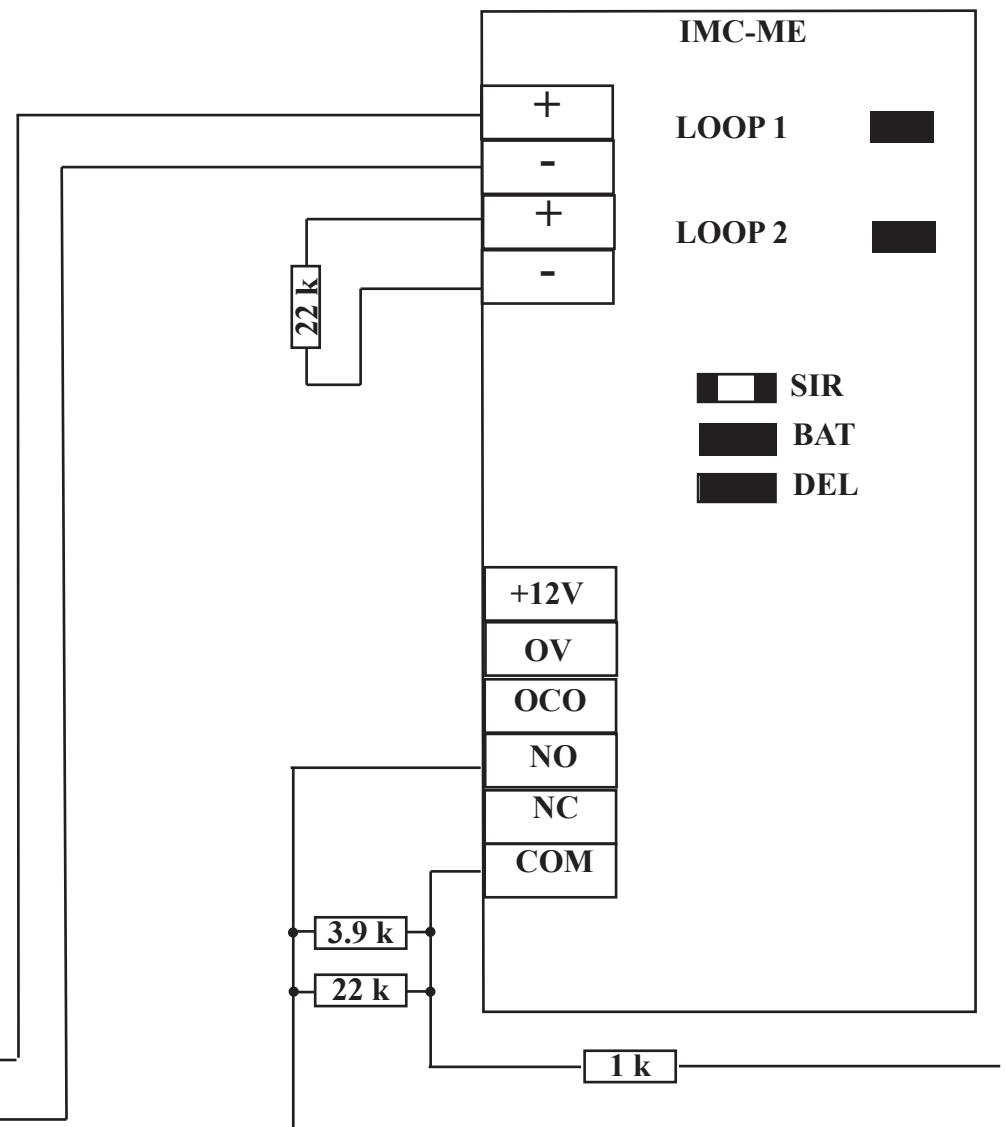 IMC-ME
+
LOOP 1
-
+
LOOP 2
-
22 k
SIR
BAT
DEL
+12V
OV
OCO
NO
NC
COM
3.9 k
22 k
1 k